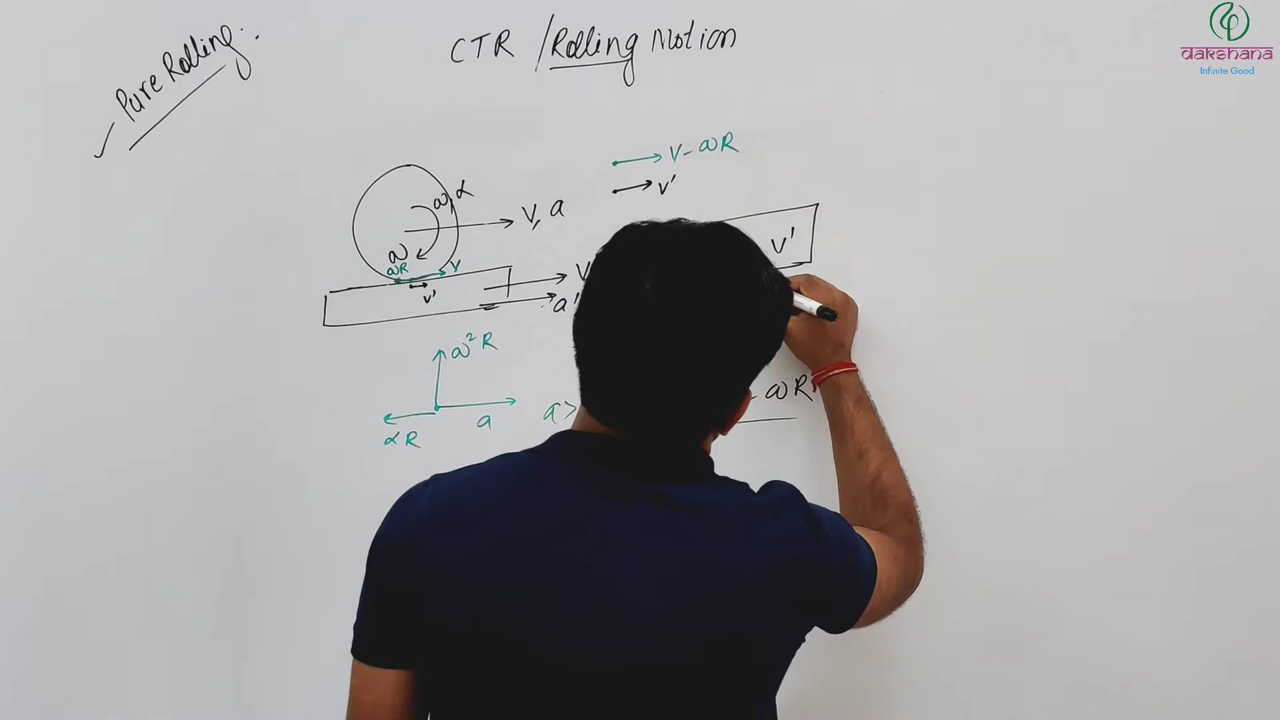 Pure Rolling :.
CTR / Rolling Motion
dakshana
Infinite Good
V - ωR
v'
ω, α
V, a
ω
ωR
V
v'
V
a'
v'
ω²R
αR
a
a >
- ωR